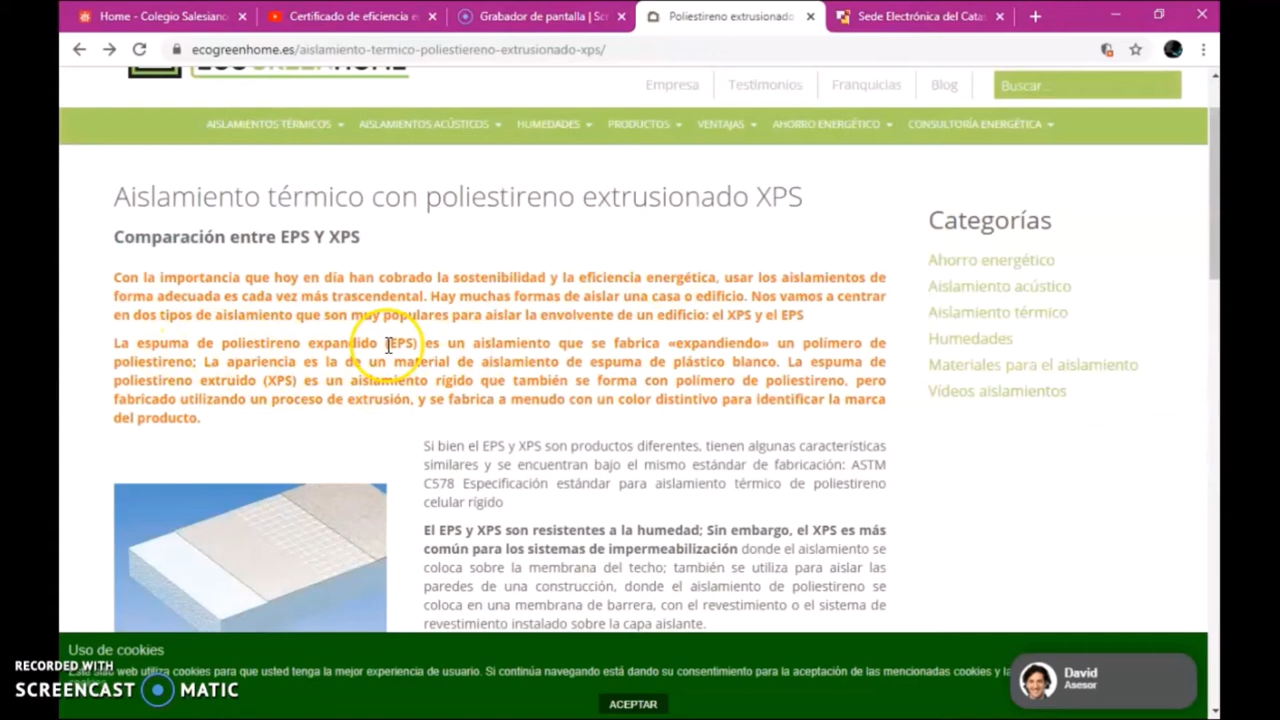 Home - Colegio Salesiano
Certificado de eficiencia e
Grabador de pantalla | Scr
Poliestireno extrusionado
Sede Electrónica del Cata
ecogreenhome.es/aislamiento-termico-poliestiereno-extrusionado-xps/
Empresa
Testimonios
Franquicias
Blog
Buscar...
AISLAMIENTOS TÉRMICOS
AISLAMIENTOS ACÚSTICOS
HUMEDADES
PRODUCTOS
VENTAJAS
AHORRO ENERGÉTICO
CONSULTORÍA ENERGÉTICA
Aislamiento térmico con poliestireno extrusionado XPS
Comparación entre EPS Y XPS
Con la importancia que hoy en día han cobrado la sostenibilidad y la eficiencia energética, usar los aislamientos de
forma adecuada es cada vez más trascendental. Hay muchas formas de aislar una casa o edificio. Nos vamos a centrar
en dos tipos de aislamiento que son muy populares para aislar la envolvente de un edificio: el XPS y el EPS
La espuma de poliestireno expandido (EPS) es un aislamiento que se fabrica «expandiendo» un polímero de
poliestireno; La apariencia es la de un material de aislamiento de espuma de plástico blanco. La espuma de
poliestireno extruido (XPS) es un aislamiento rígido que también se forma con polímero de poliestireno, pero
fabricado utilizando un proceso de extrusión, y se fabrica a menudo con un color distintivo para identificar la marca
del producto.
Si bien el EPS y XPS son productos diferentes, tienen algunas características
similares y se encuentran bajo el mismo estándar de fabricación: ASTM
C578 Especificación estándar para aislamiento térmico de poliestireno
celular rígido
El EPS y XPS son resistentes a la humedad; Sin embargo, el XPS es más
común para los sistemas de impermeabilización donde el aislamiento se
coloca sobre la membrana del techo; también se utiliza para aislar las
paredes de una construcción, donde el aislamiento de poliestireno se
coloca en una membrana de barrera, con el revestimiento o el sistema de
revestimiento instalado sobre la capa aislante.
Categorías
Ahorro energético
Aislamiento acústico
Aislamiento térmico
Humedades
Materiales para el aislamiento
Vídeos aislamientos
Uso de cookies
web utiliza cookies para que usted tenga la mejor experiencia de usuario. Si continúa navegando está dando su consentimiento para la aceptación de las mencionadas cookies y la
ACEPTAR
David
Asesor
RECORDED WITH
SCREENCAST MATIC